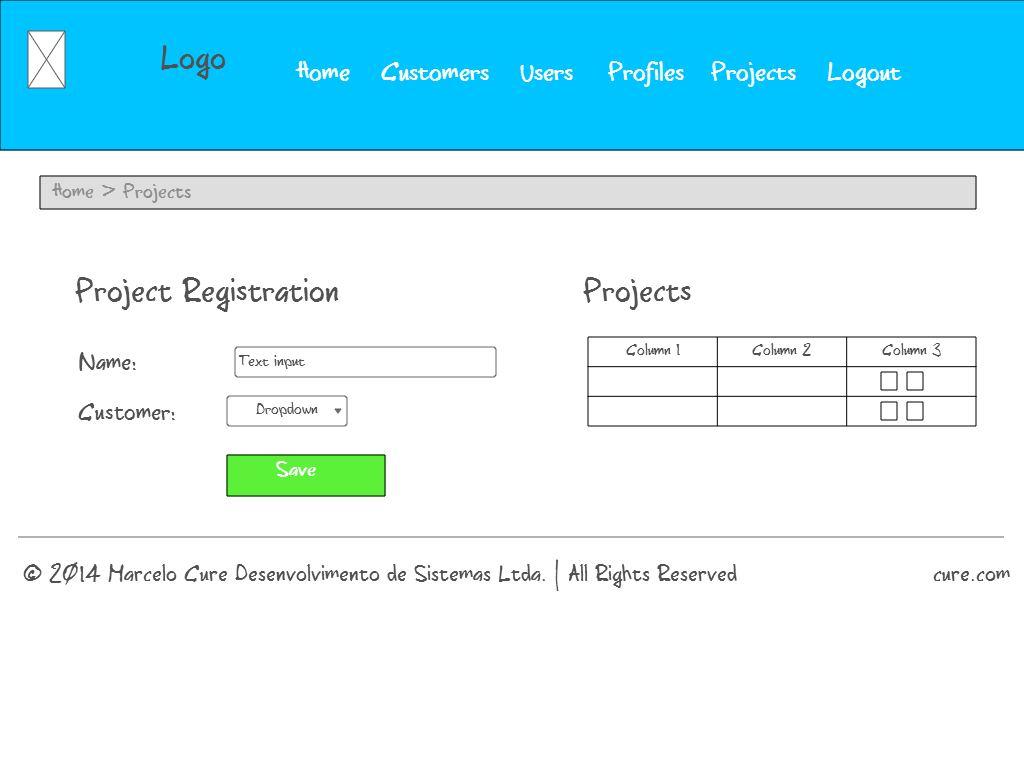 Logo
Home Customers Users Profiles Projects Logout
Home > Projects
Project Registration
Name: Text input
Customer: Dropdown
Save
Projects
Column 1 Column 2 Column 3
© 2014 Marcelo Cure Desenvolvimento de Sistemas Ltda. | All Rights Reserved
cure.com